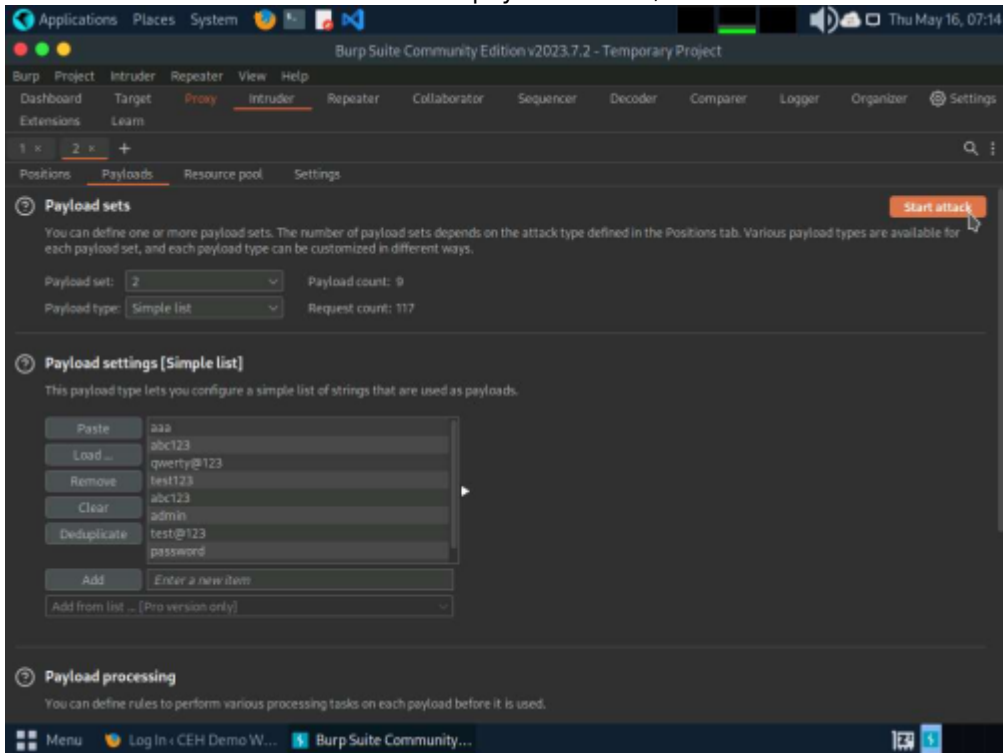 Applications Places System Thu May 16, 07:14
Burp Suite Community Edition v2023.7.2 - Temporary Project
Burp Project Intruder Repeater View Help
Dashboard Target Proxy Intruder Repeater Collaborator Sequencer Decoder Comparer Logger Organizer Settings
Extensions Learn
1 × 2 × +
Positions Payloads Resource pool Settings
Payload sets
Start attack
You can define one or more payload sets. The number of payload sets depends on the attack type defined in the Positions tab. Various payload types are available for
each payload set, and each payload type can be customized in different ways.
Payload set: 2 Payload count: 9
Payload type: Simple list Request count: 117
Payload settings [Simple list]
This payload type lets you configure a simple list of strings that are used as payloads.
Paste
Load ...
Remove
Clear
Deduplicate
aaa
abc123
qwerty@123
test123
abc123
admin
test@123
password
Add Enter a new item
Add from list ... [Pro version only]
Payload processing
You can define rules to perform various processing tasks on each payload before it is used.
Menu Log In ‹ CEH Demo W... Burp Suite Community...